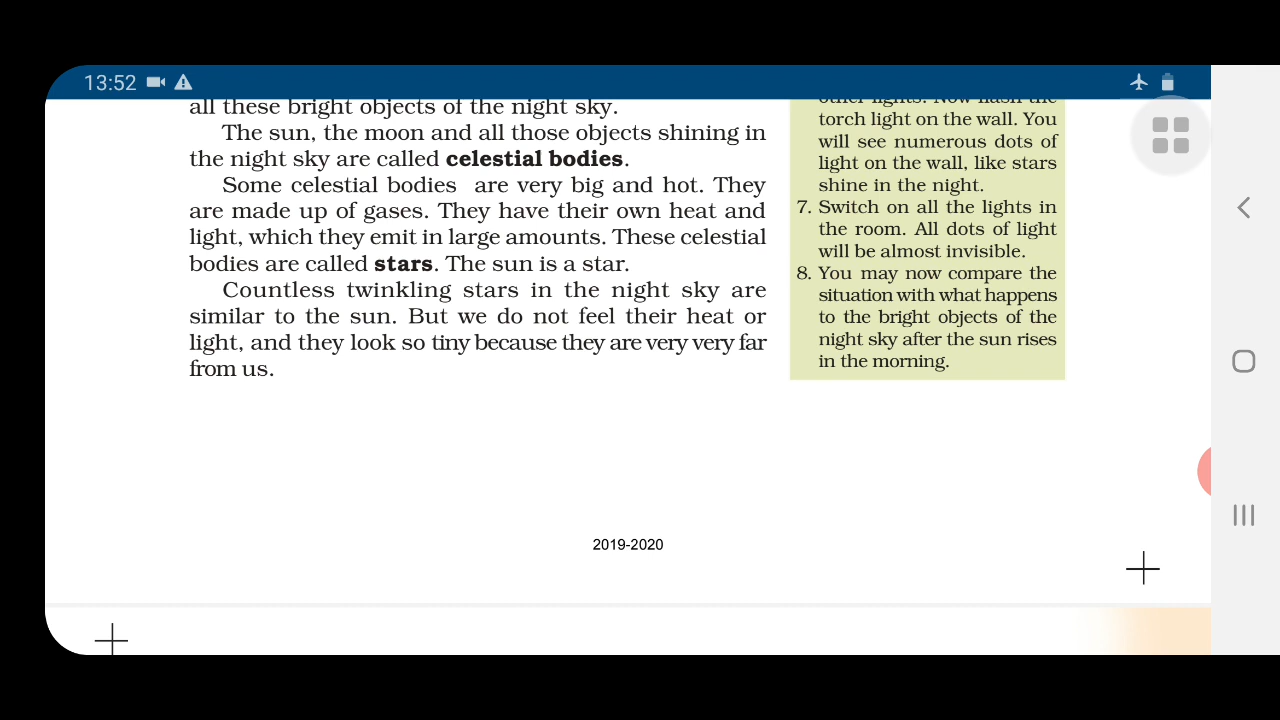 13:52
all these bright objects of the night sky.
The sun, the moon and all those objects shining in
the night sky are called celestial bodies.
Some celestial bodies are very big and hot. They
are made up of gases. They have their own heat and
light, which they emit in large amounts. These celestial
bodies are called stars. The sun is a star.
Countless twinkling stars in the night sky are
similar to the sun. But we do not feel their heat or
light, and they look so tiny because they are very very far
from us.
other lights. Now flash the
torch light on the wall. You
will see numerous dots of
light on the wall, like stars
shine in the night.
7. Switch on all the lights in
the room. All dots of light
will be almost invisible.
8. You may now compare the
situation with what happens
to the bright objects of the
night sky after the sun rises
in the morning.
2019-2020